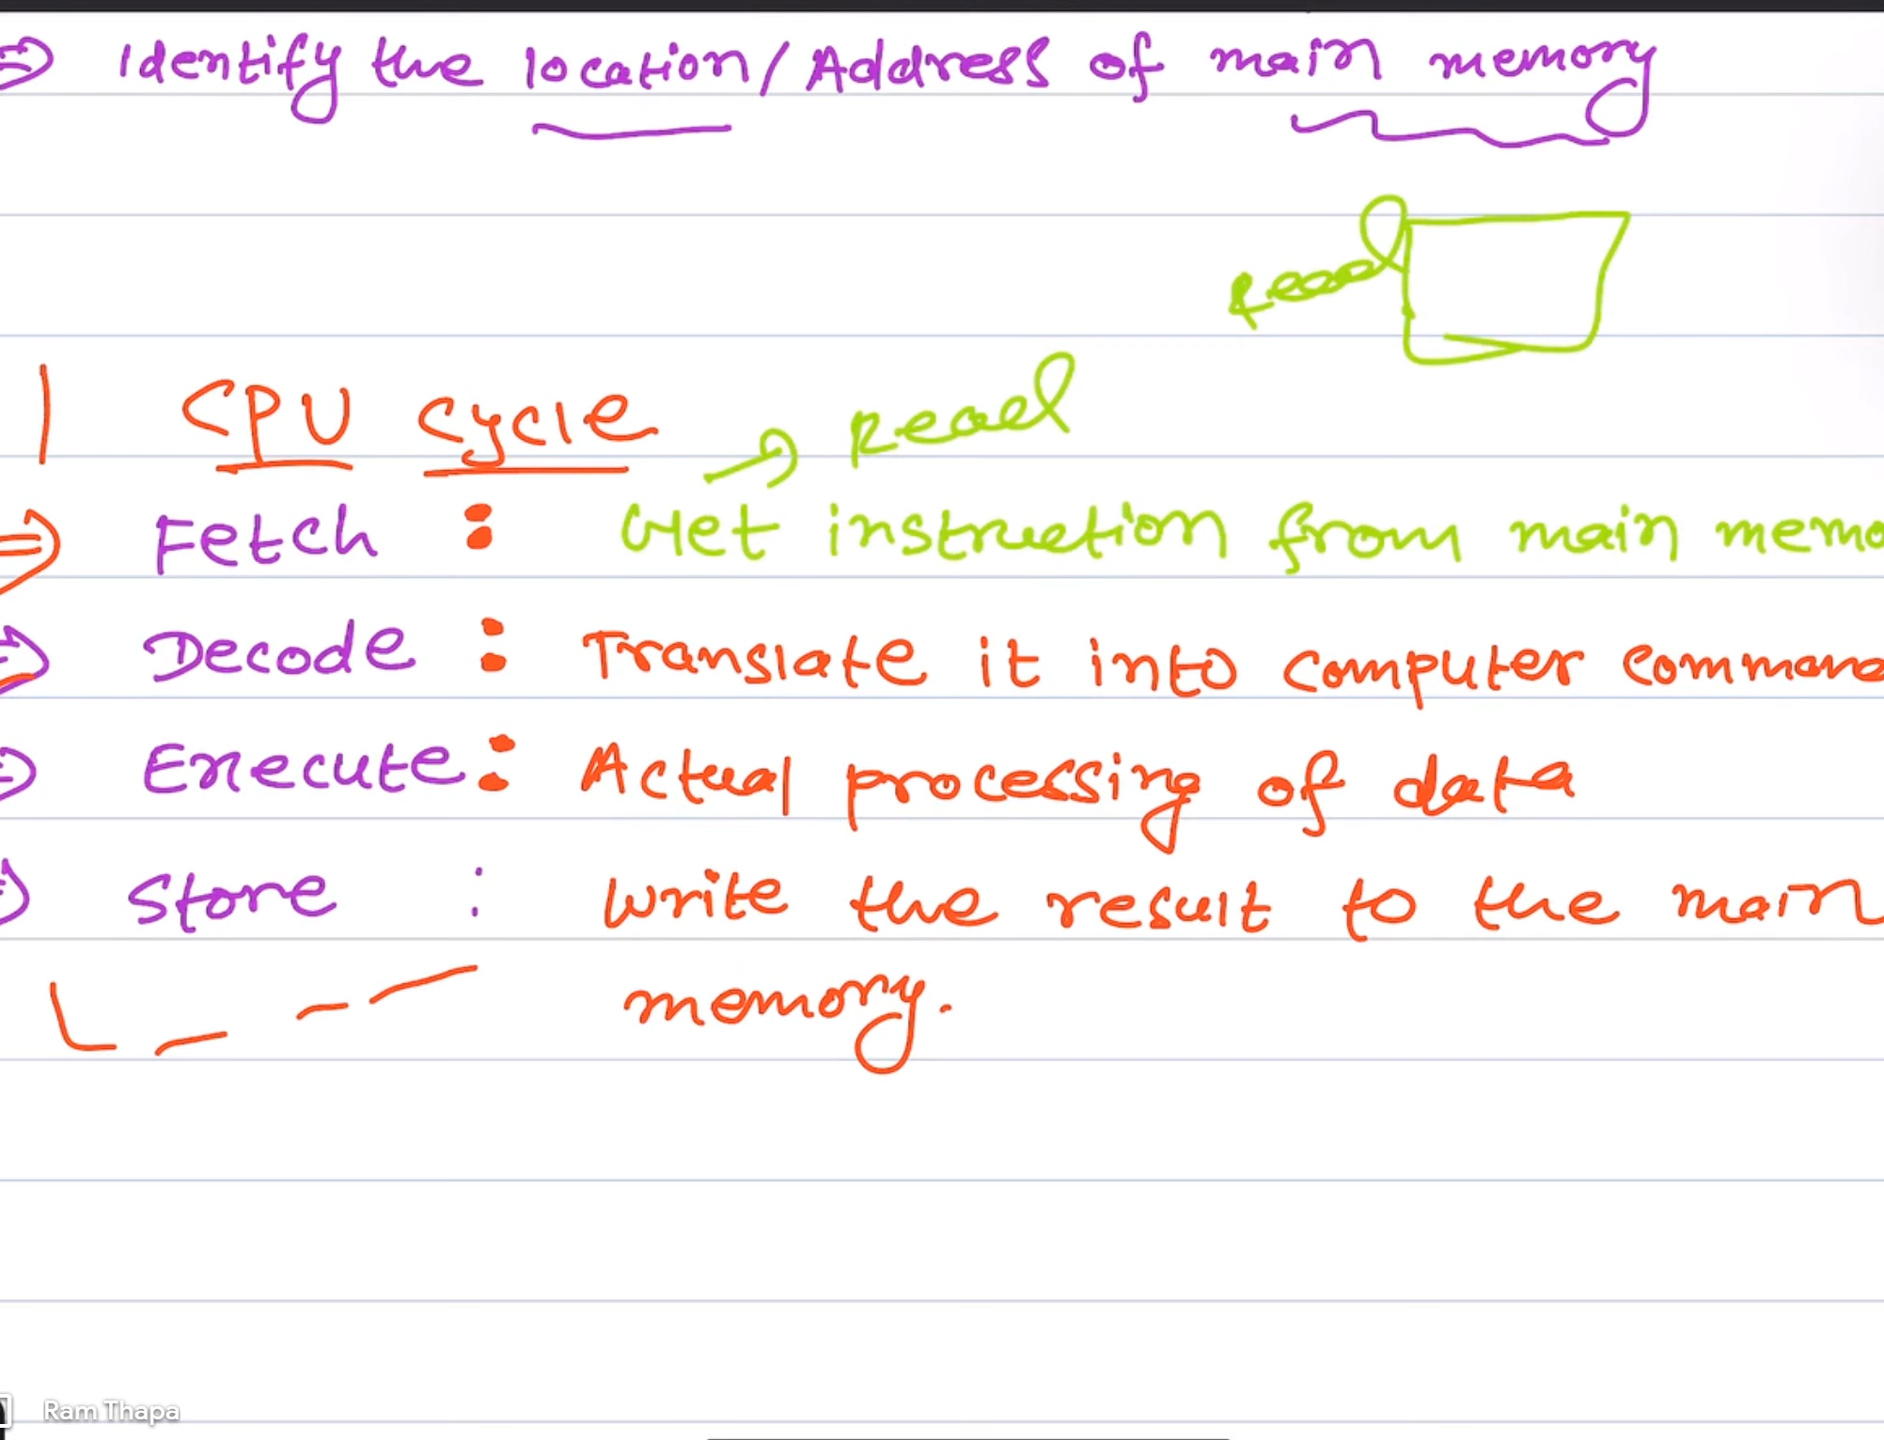 ⇒ Identify the location/Address of main memory
Read
CPU cycle → Read
⇒ Fetch : Get instruction from main memo
⇒ Decode : Translate it into computer comman
⇒ Execute : Actual processing of data
⇒ Store : Write the result to the main
memory.
Ram Thapa